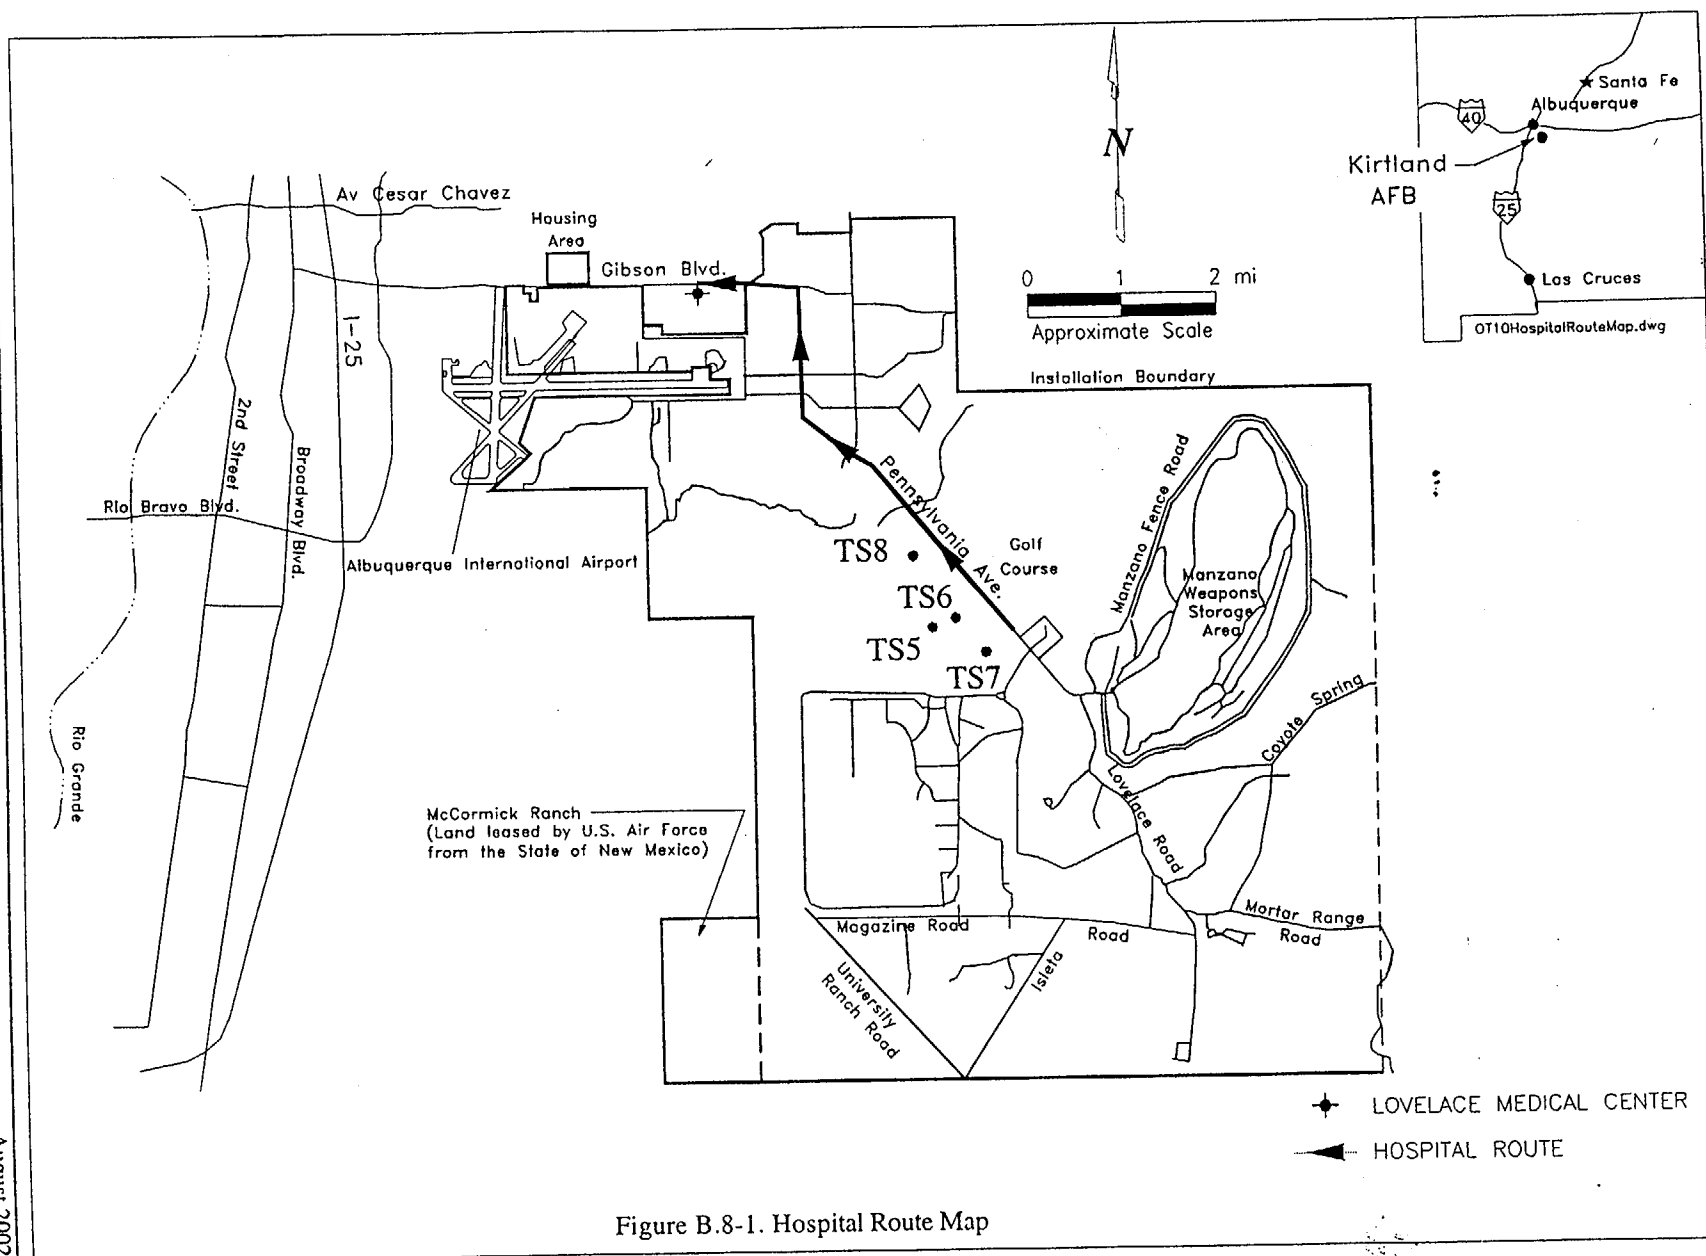 Santa Fe
Albuquerque
40
Kirtland
AFB
25
Las Cruces
OT10HospitalRouteMap.dwg
N
0 1 2 mi
Approximate Scale
Installation Boundary
Av Cesar Chavez
Housing
Area
Gibson Blvd.
I-25
2nd Street
Broadway Blvd.
Rio Bravo Blvd.
Albuquerque International Airport
Rio Grande
Pennsylvania Ave.
Golf
Course
TS8
TS6
TS5
TS7
Manzano Fence Road
Manzano
Weapons
Storage
Area
Coyote Spring
Lovelace Road
McCormick Ranch
(Land leased by U.S. Air Force
from the State of New Mexico)
Magazine Road
Road
Mortar Range
Road
University
Ranch Road
Isleta
LOVELACE MEDICAL CENTER
HOSPITAL ROUTE
Figure B.8-1. Hospital Route Map
August 2002